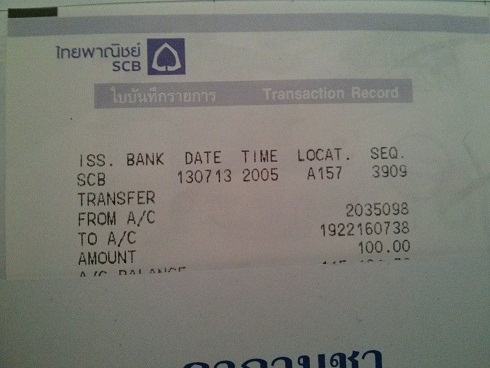 ไทยพาณิชย์
SCB
ใบบันทึกรายการ Transaction Record
ISS. BANK DATE TIME LOCAT. SEQ.
SCB 130713 2005 A157 3909
TRANSFER
FROM A/C 2035098
TO A/C 1922160738
AMOUNT 100.00
A/C BALANCE